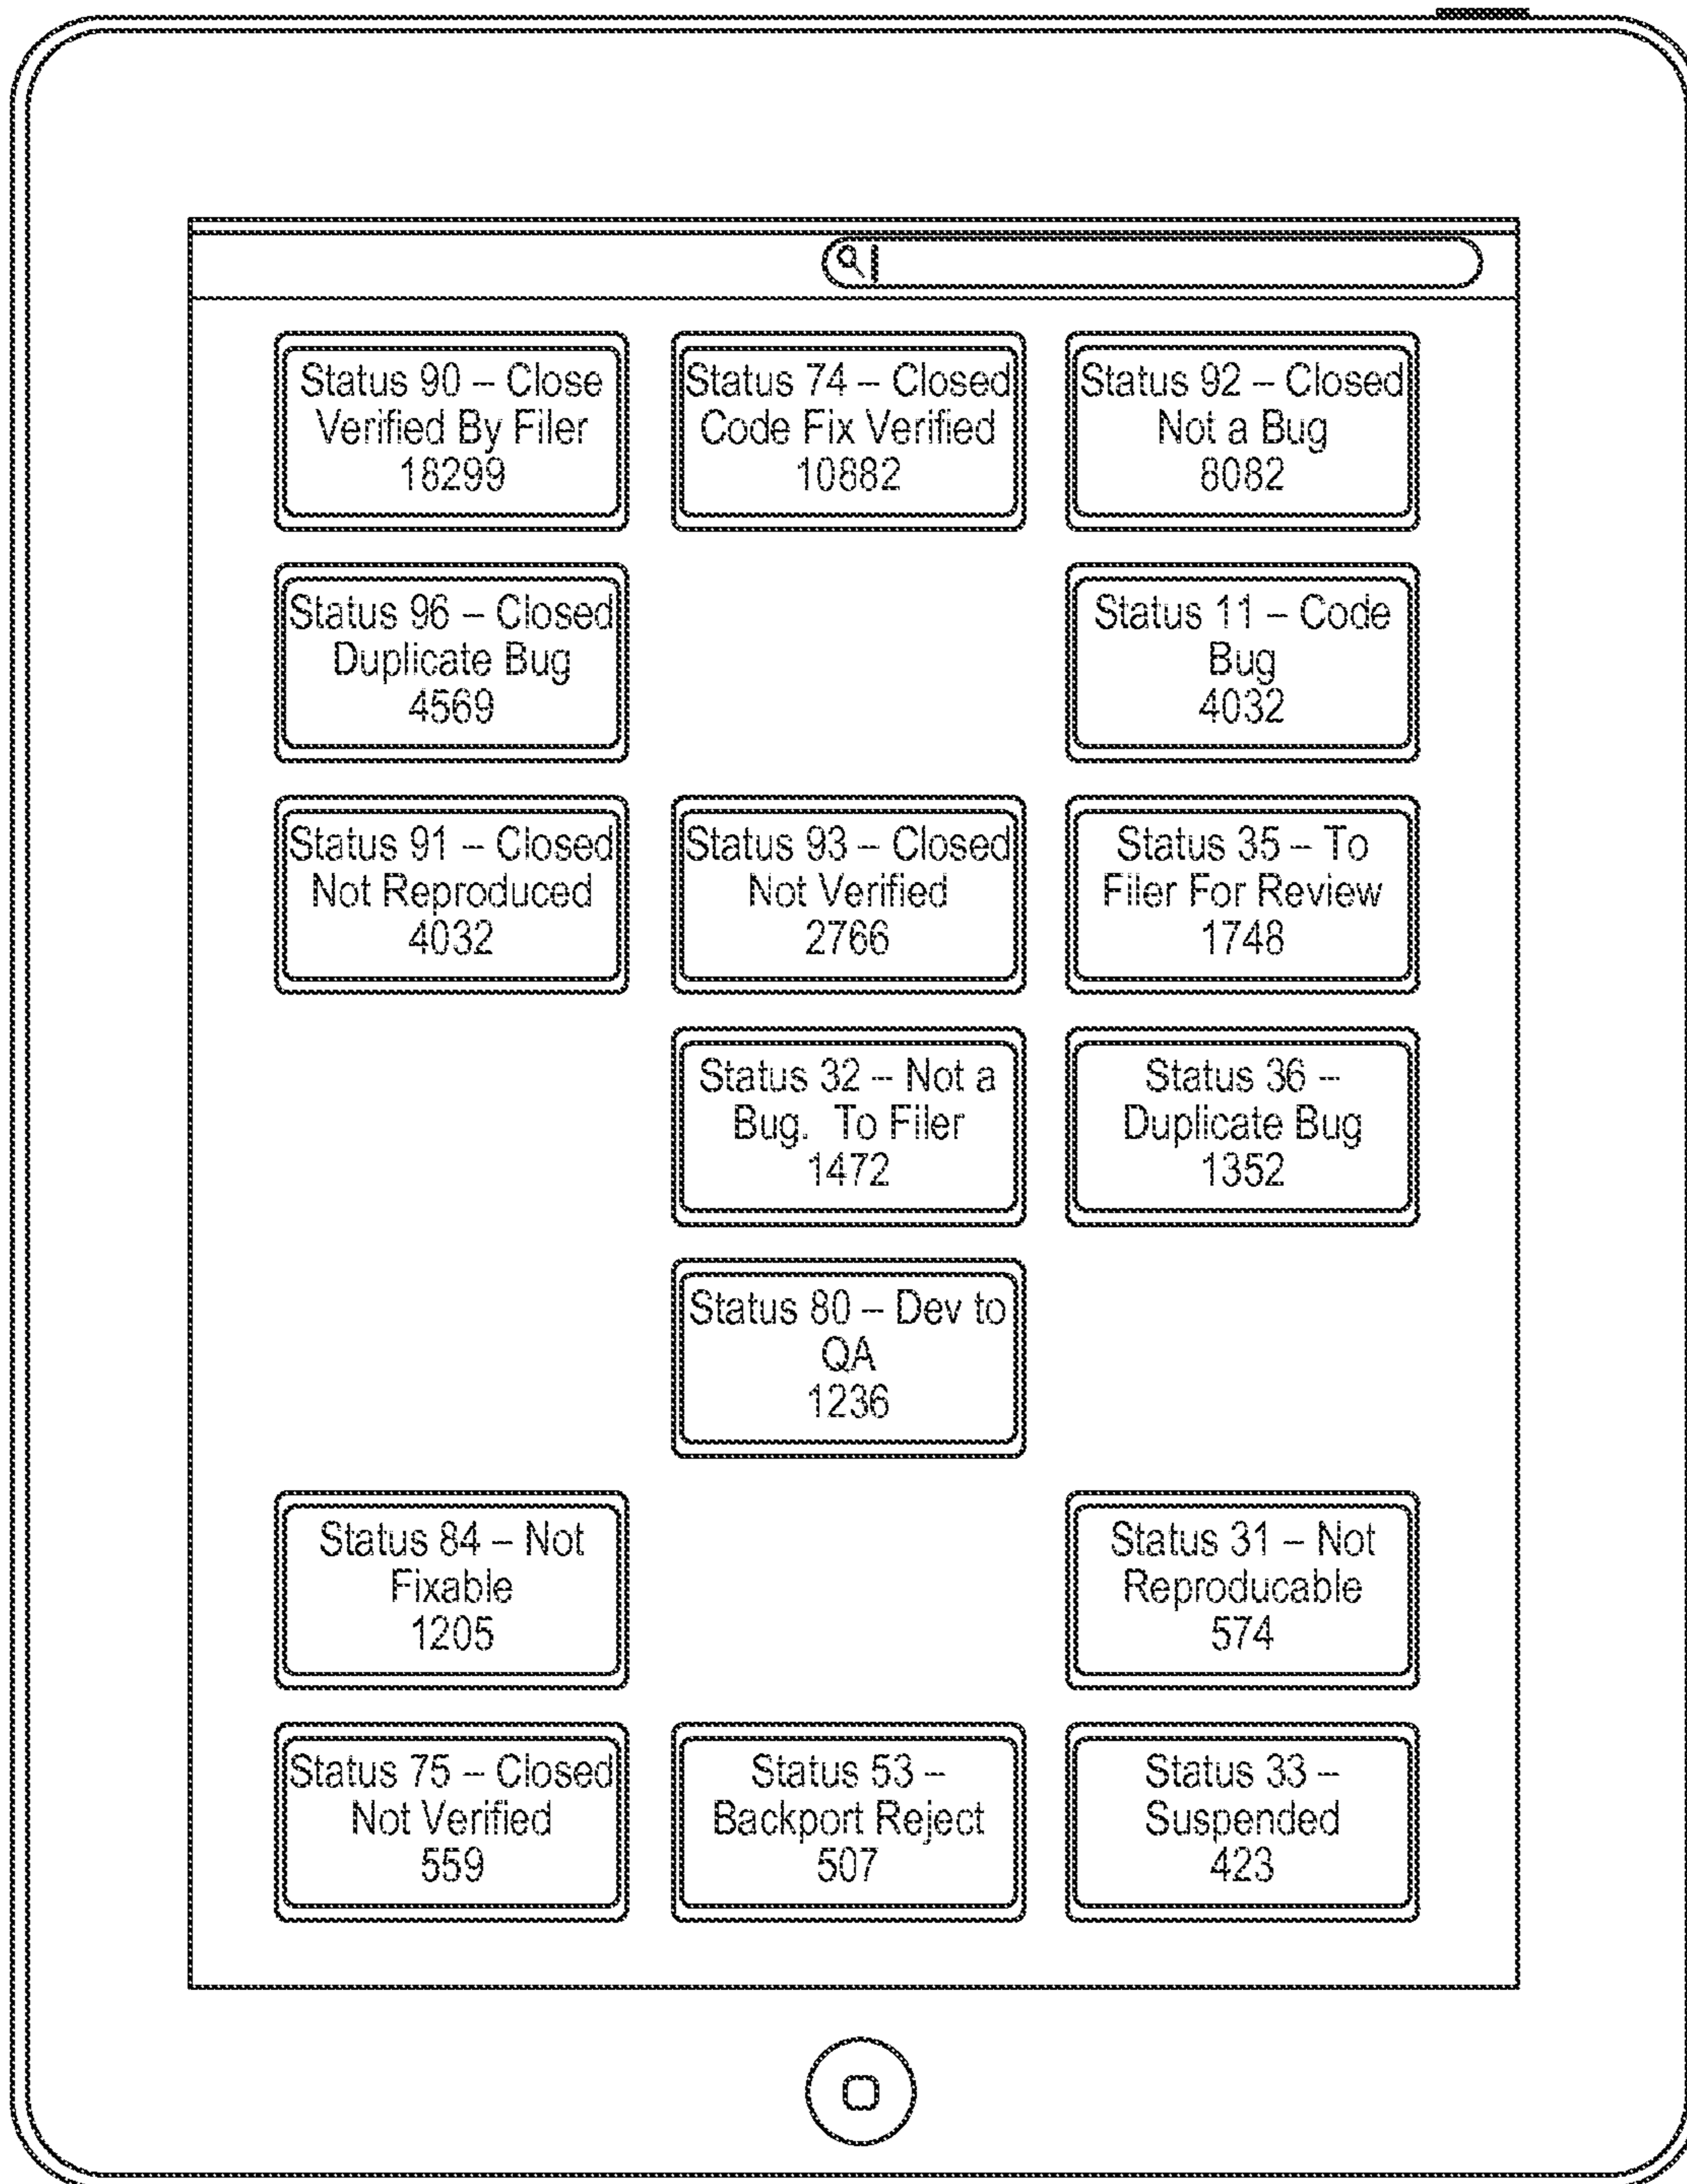 Status 90 – Close
Verified By Filer
18299
Status 74 – Closed
Code Fix Verified
10882
Status 92 – Closed
Not a Bug
8082
Status 96 – Closed
Duplicate Bug
4569
Status 11 – Code
Bug
4032
Status 91 – Closed
Not Reproduced
4032
Status 93 – Closed
Not Verified
2766
Status 35 – To
Filer For Review
1748
Status 32 – Not a
Bug.  To Filer
1472
Status 36 –
Duplicate Bug
1352
Status 80 – Dev to
QA
1236
Status 84 – Not
Fixable
1205
Status 31 – Not
Reproducable
574
Status 75 – Closed
Not Verified
559
Status 53 –
Backport Reject
507
Status 33 –
Suspended
423